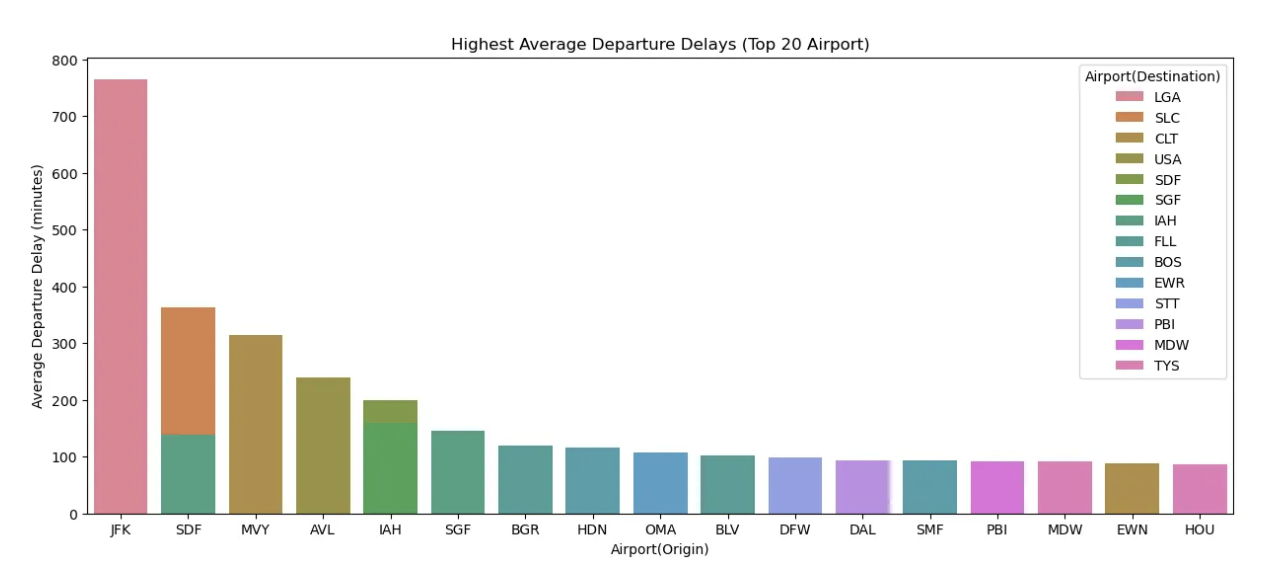 Highest Average Departure Delays (Top 20 Airport)
Average Departure Delay (minutes)
800
700
600
500
400
300
200
100
0
JFK SDF MVY AVL IAH SGF BGR HDN OMA BLV DFW DAL SMF PBI MDW EWN HOU
Airport(Origin)
Airport(Destination)
LGA
SLC
CLT
USA
SDF
SGF
IAH
FLL
BOS
EWR
STT
PBI
MDW
TYS